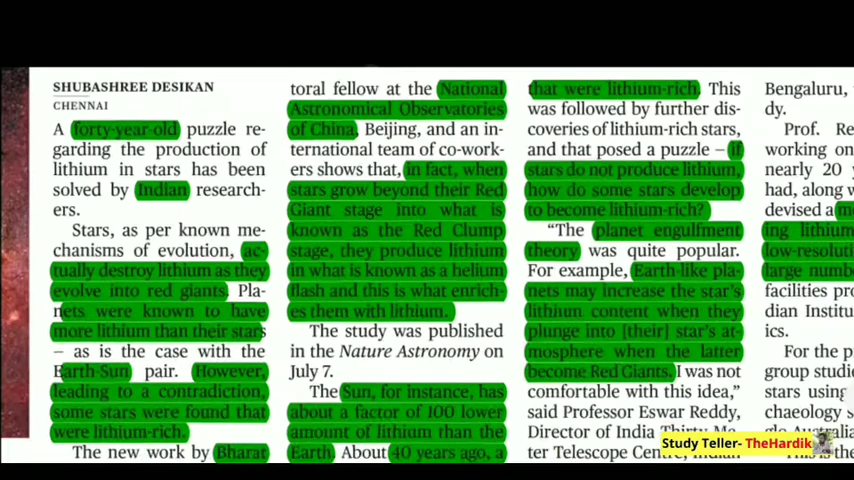 SHUBASHREE DESIKAN
CHENNAI
A forty-year-old puzzle re-
garding the production of
lithium in stars has been
solved by Indian research-
ers.
Stars, as per known me-
chanisms of evolution, ac-
tually destroy lithium as they
evolve into red giants. Pla-
nets were known to have
more lithium than their stars
– as is the case with the
Earth-Sun pair. However,
leading to a contradiction,
some stars were found that
were lithium-rich.
The new work by Bharat
toral fellow at the National
Astronomical Observatories
of China, Beijing, and an in-
ternational team of co-work-
ers shows that, in fact, when
stars grow beyond their Red
Giant stage into what is
known as the Red Clump
stage, they produce lithium
in what is known as a helium
flash and this is what enrich-
es them with lithium.
The study was published
in the Nature Astronomy on
July 7.
The Sun, for instance, has
about a factor of 100 lower
amount of lithium than the
Earth. About 40 years ago, a
that were lithium-rich. This
was followed by further dis-
coveries of lithium-rich stars,
and that posed a puzzle – if
stars do not produce lithium,
how do some stars develop
to become lithium-rich?
“The planet engulfment
theory was quite popular.
For example, Earth-like pla-
nets may increase the star’s
lithium content when they
plunge into [their] star’s at-
mosphere when the latter
become Red Giants. I was not
comfortable with this idea,”
said Professor Eswar Reddy,
Director of India Thirty Me-
ter Telescope Centre, Indian
Bengaluru,
dy.
Prof. Re
working on
nearly 20
had, along
devised a
ing lithium
low-resoluti
large numbe
facilities pro
dian Institu
ics.
For the p
group studie
stars using
chaeology s
glo Australia
This is the
Study Teller- TheHardik